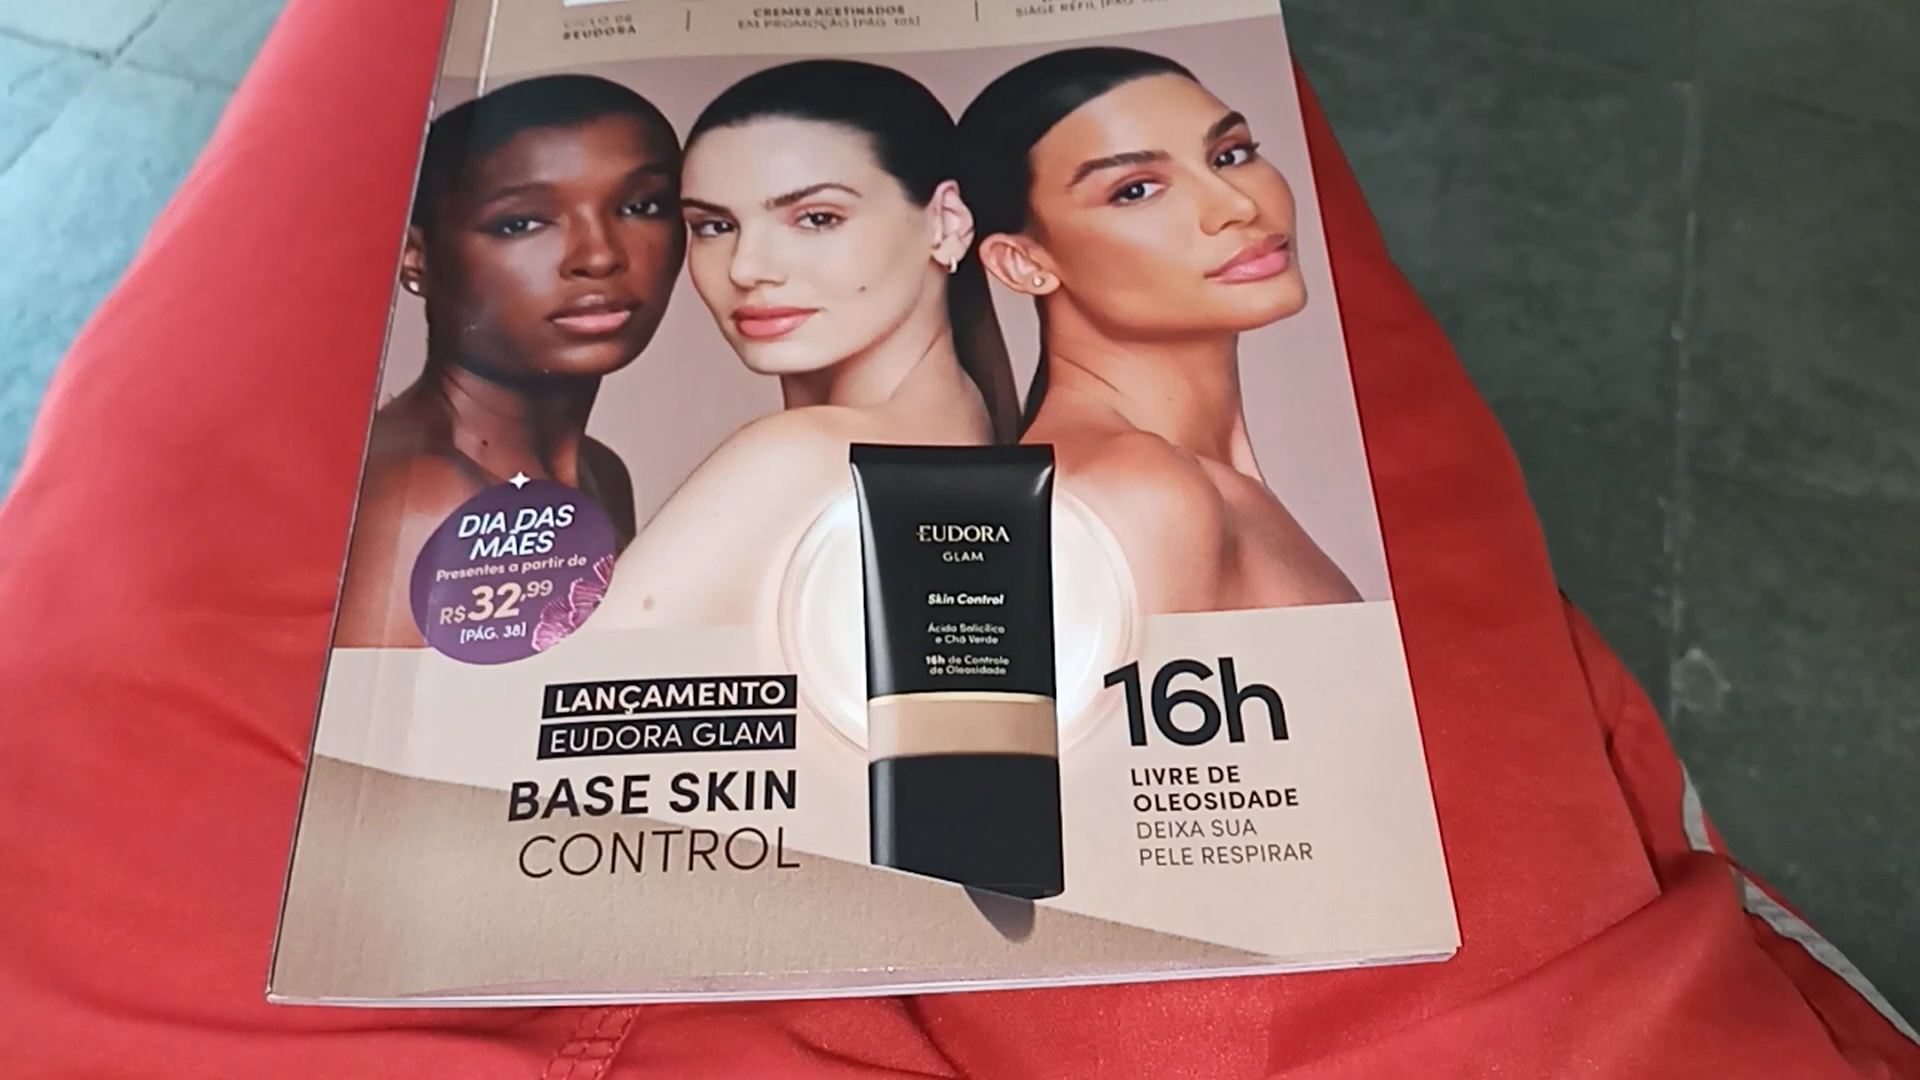 CICLO 06
#EUDORA
CREMES ACETINADOS
EM PROMOÇÃO [PÁG. 105]
SIÀGE REFIL
DIA DAS
MÃES
Presentes a partir de
R$32,99
[PÁG. 38]
EUDORA
GLAM
Skin Control
Ácido Salicílico
e Chá Verde
16h de Controle
de Oleosidade
LANÇAMENTO
EUDORA GLAM
BASE SKIN
CONTROL
16h
LIVRE DE
OLEOSIDADE
DEIXA SUA
PELE RESPIRAR